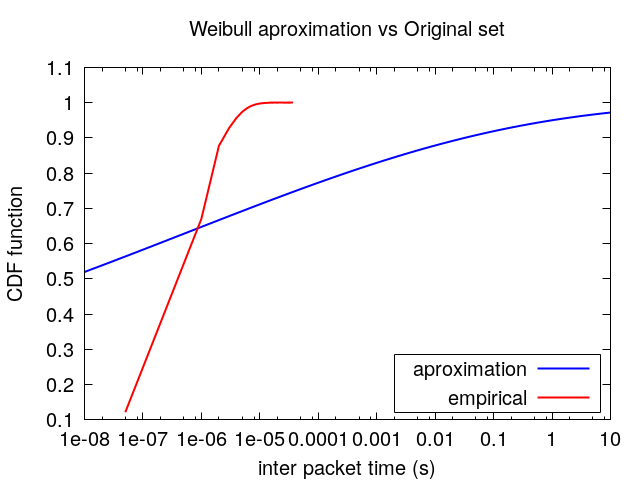 Weibull aproximation vs Original set
1.1
1
0.9
0.8
0.7
0.6
0.5
0.4
0.3
0.2
0.1
CDF function
aproximation
empirical
1e-08 1e-07 1e-06 1e-05 0.0001 0.001 0.01 0.1 1 10
inter packet time (s)